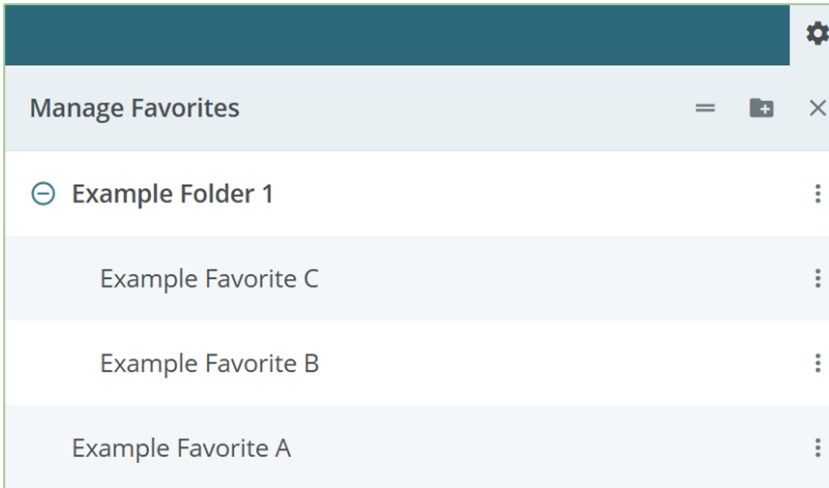 Manage Favorites
Example Folder 1
Example Favorite C
Example Favorite B
Example Favorite A